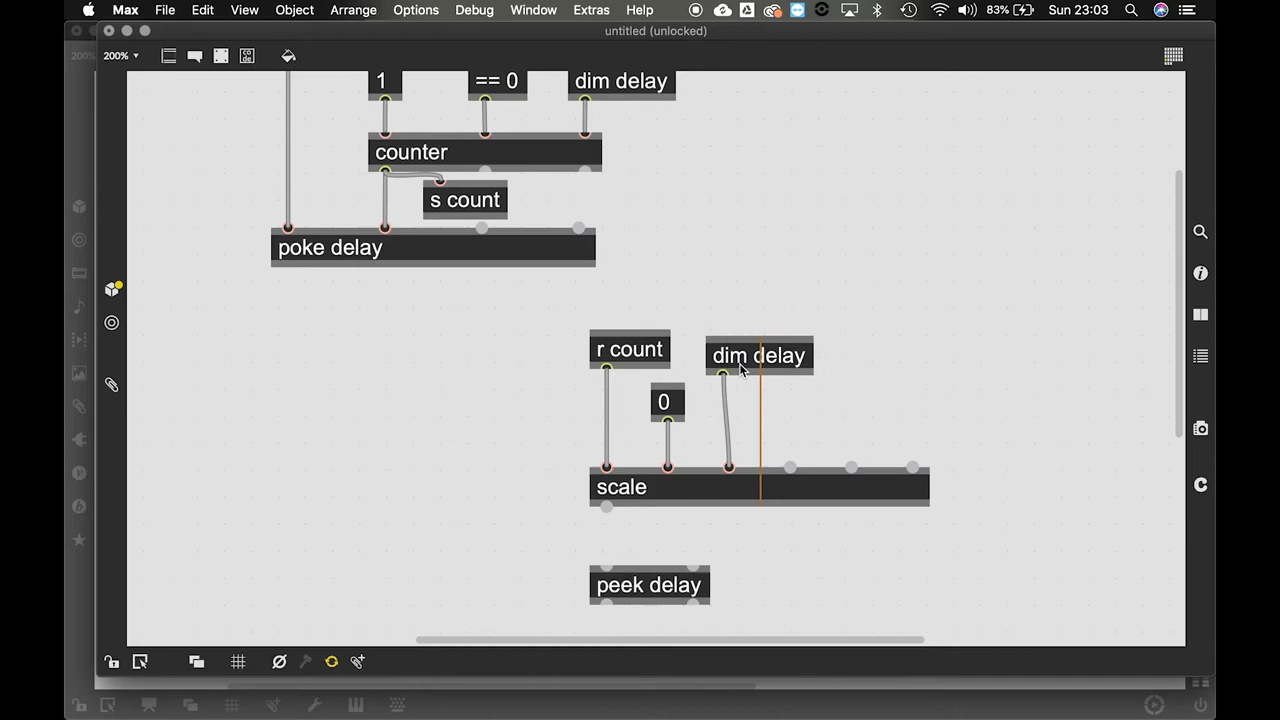 Max File Edit View Object Arrange Options Debug Window Extras Help 83% Sun 23:03
untitled (unlocked)
200%
200%
1
== 0
dim delay
counter
s count
poke delay
r count
dim delay
0
scale
peek delay